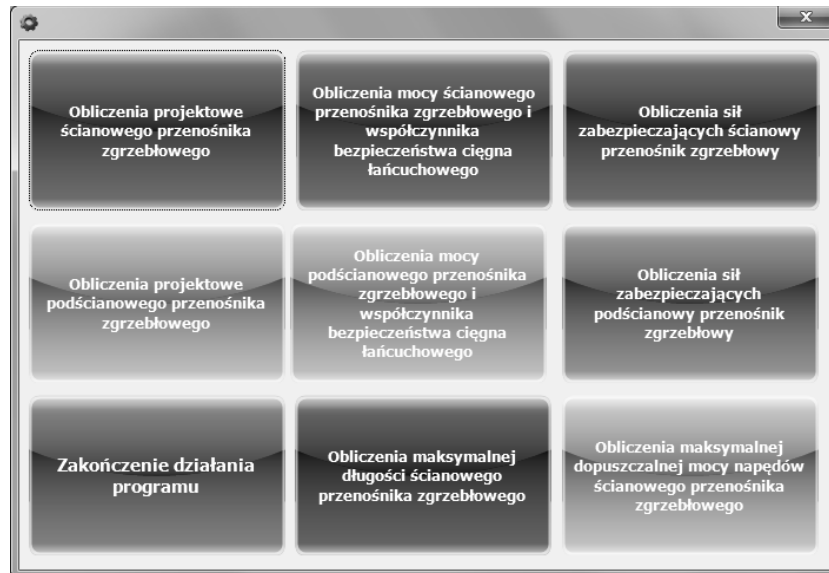 Obliczenia projektowe
ścianowego przenośnika
zgrzebłowego
Obliczenia mocy ścianowego
przenośnika zgrzebłowego i
współczynnika
bezpieczeństwa cięgna
łańcuchowego
Obliczenia sił
zabezpieczających ścianowy
przenośnik zgrzebłowy
Obliczenia projektowe
podścianowego przenośnika
zgrzebłowego
Obliczenia mocy
podścianowego przenośnika
zgrzebłowego i
współczynnika
bezpieczeństwa cięgna
łańcuchowego
Obliczenia sił
zabezpieczających
podścianowy przenośnik
zgrzebłowy
Zakończenie działania
programu
Obliczenia maksymalnej
długości ścianowego
przenośnika zgrzebłowego
Obliczenia maksymalnej
dopuszczalnej mocy napędów
ścianowego przenośnika
zgrzebłowego